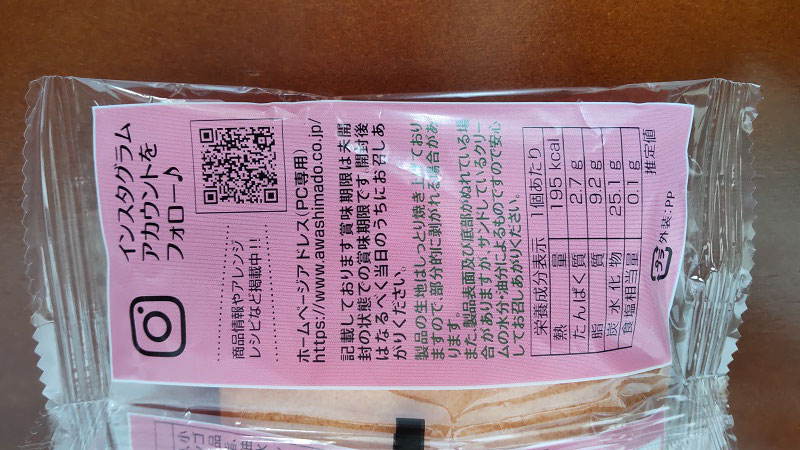 インスタグラム
アカウントを
フォロー♪
商品情報やアレンジ
レシピなど掲載中!!
ホームページアドレス(PC専用)
https://www.awashimado.co.jp/
記載しております賞味期限は未開
封の状態での賞味期限です。開封後
はなるべく当日のうちにお召しあ
がりください。
製品の生地はしっとり焼き上げており
ますので、部分的に剥がれる場合があ
ります。
また、製品表面及び底部がぬれている場
合がありますが、サンドしているクリー
ムの水分・油分によるものですので安心
してお召しあがりください。
栄養成分表示 1個あたり
熱量 195 kcal
たんぱく質 2.7 g
脂質 9.2 g
炭水化物 25.1 g
食塩相当量 0.1 g
推定値
プラ 外装：PP